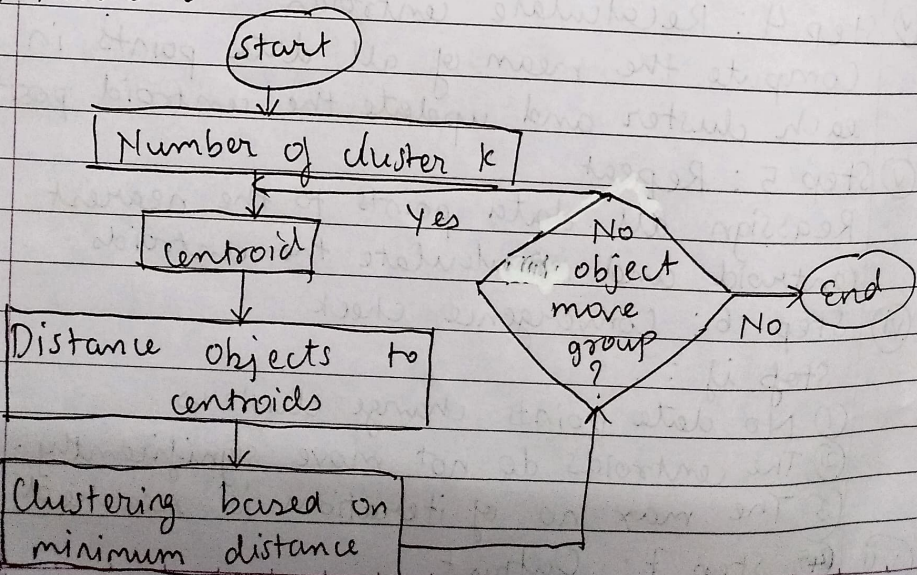 Start
Number of cluster k
Yes
centroid
No
object
move
group
?
No
End
Distance objects to
centroids
Clustering based on
minimum distance